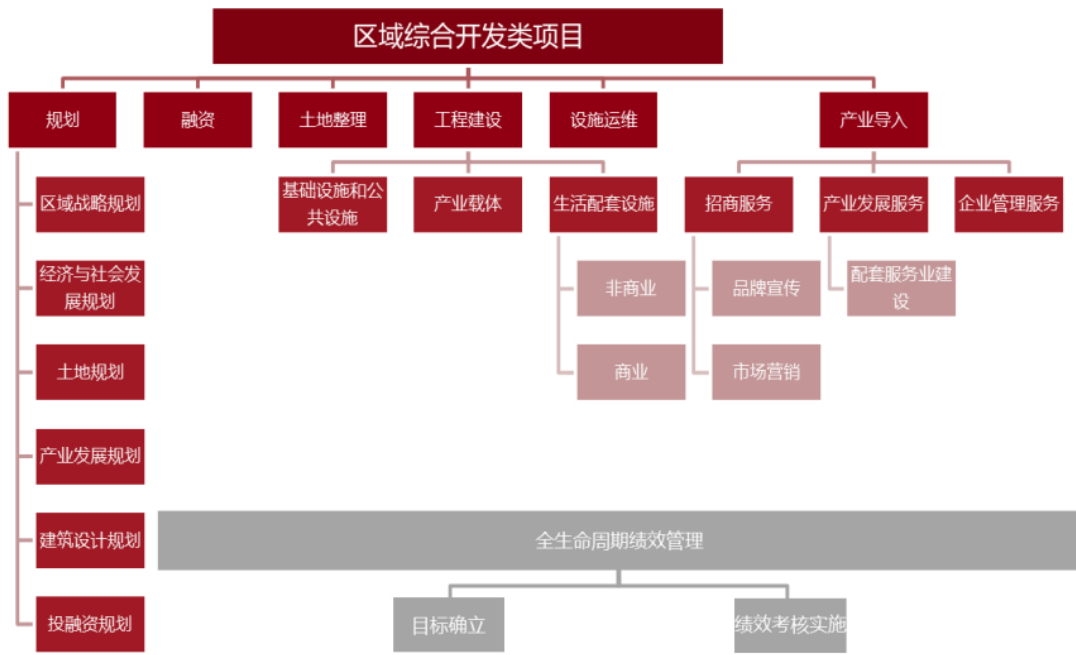 区域综合开发类项目
规划
融资
土地整理
工程建设
设施运维
产业导入
区域战略规划
基础设施和公
共设施
产业载体
生活配套设施
招商服务
产业发展服务
企业管理服务
经济与社会发
展规划
非商业
品牌宣传
配套服务业建
设
土地规划
商业
市场营销
产业发展规划
建筑设计规划
全生命周期绩效管理
投融资规划
目标确立
绩效考核实施